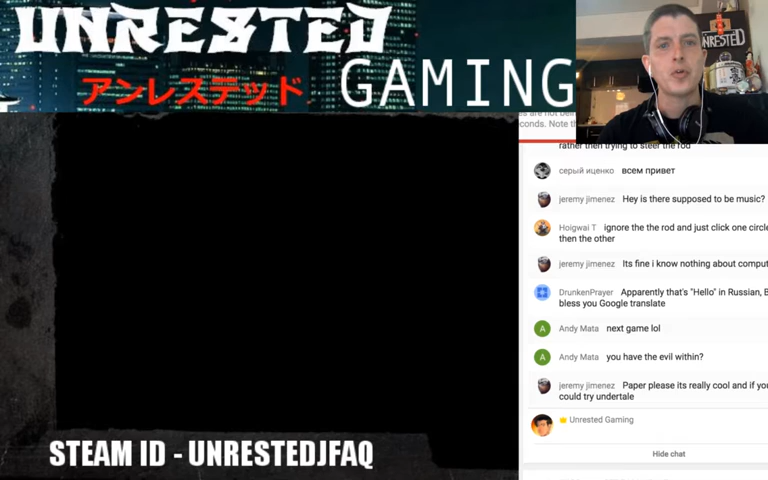 UNRESTED
アンレステッド
GAMING
UNRESTED
conds. Note th
rather then trying to steer the rod
серый иценко всем привет
jeremy jimenez Hey is there supposed to be music?
Hoigwai T ignore the the rod and just click one circle
then the other
jeremy jimenez Its fine i know nothing about comput
DrunkenPrayer Apparently that's "Hello" in Russian, B
bless you Google translate
Andy Mata next game lol
Andy Mata you have the evil within?
jeremy jimenez Paper please its really cool and if you
could try undertale
Unrested Gaming
Hide chat
STEAM ID - UNRESTEDJFAQ